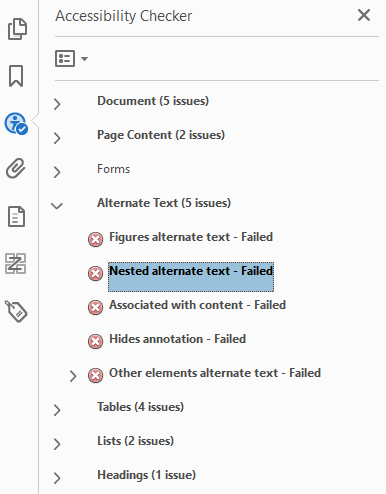 Accessibility Checker
Document (5 issues)
Page Content (2 issues)
Forms
Alternate Text (5 issues)
Figures alternate text - Failed
Nested alternate text - Failed
Associated with content - Failed
Hides annotation - Failed
Other elements alternate text - Failed
Tables (4 issues)
Lists (2 issues)
Headings (1 issue)